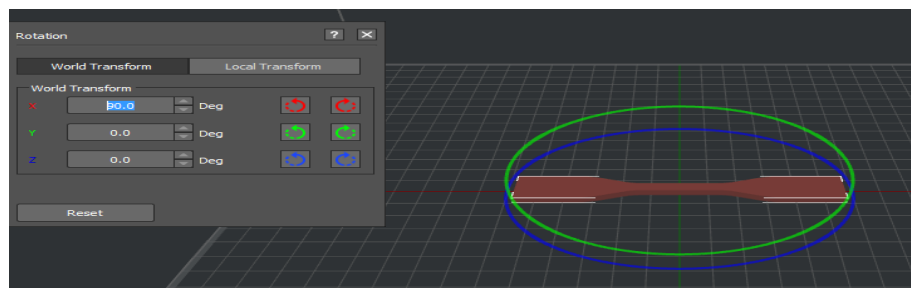 Rotation ? ×
World Transform Local Transform
World Transform
X 90.0 Deg
Y 0.0 Deg
Z 0.0 Deg
Reset